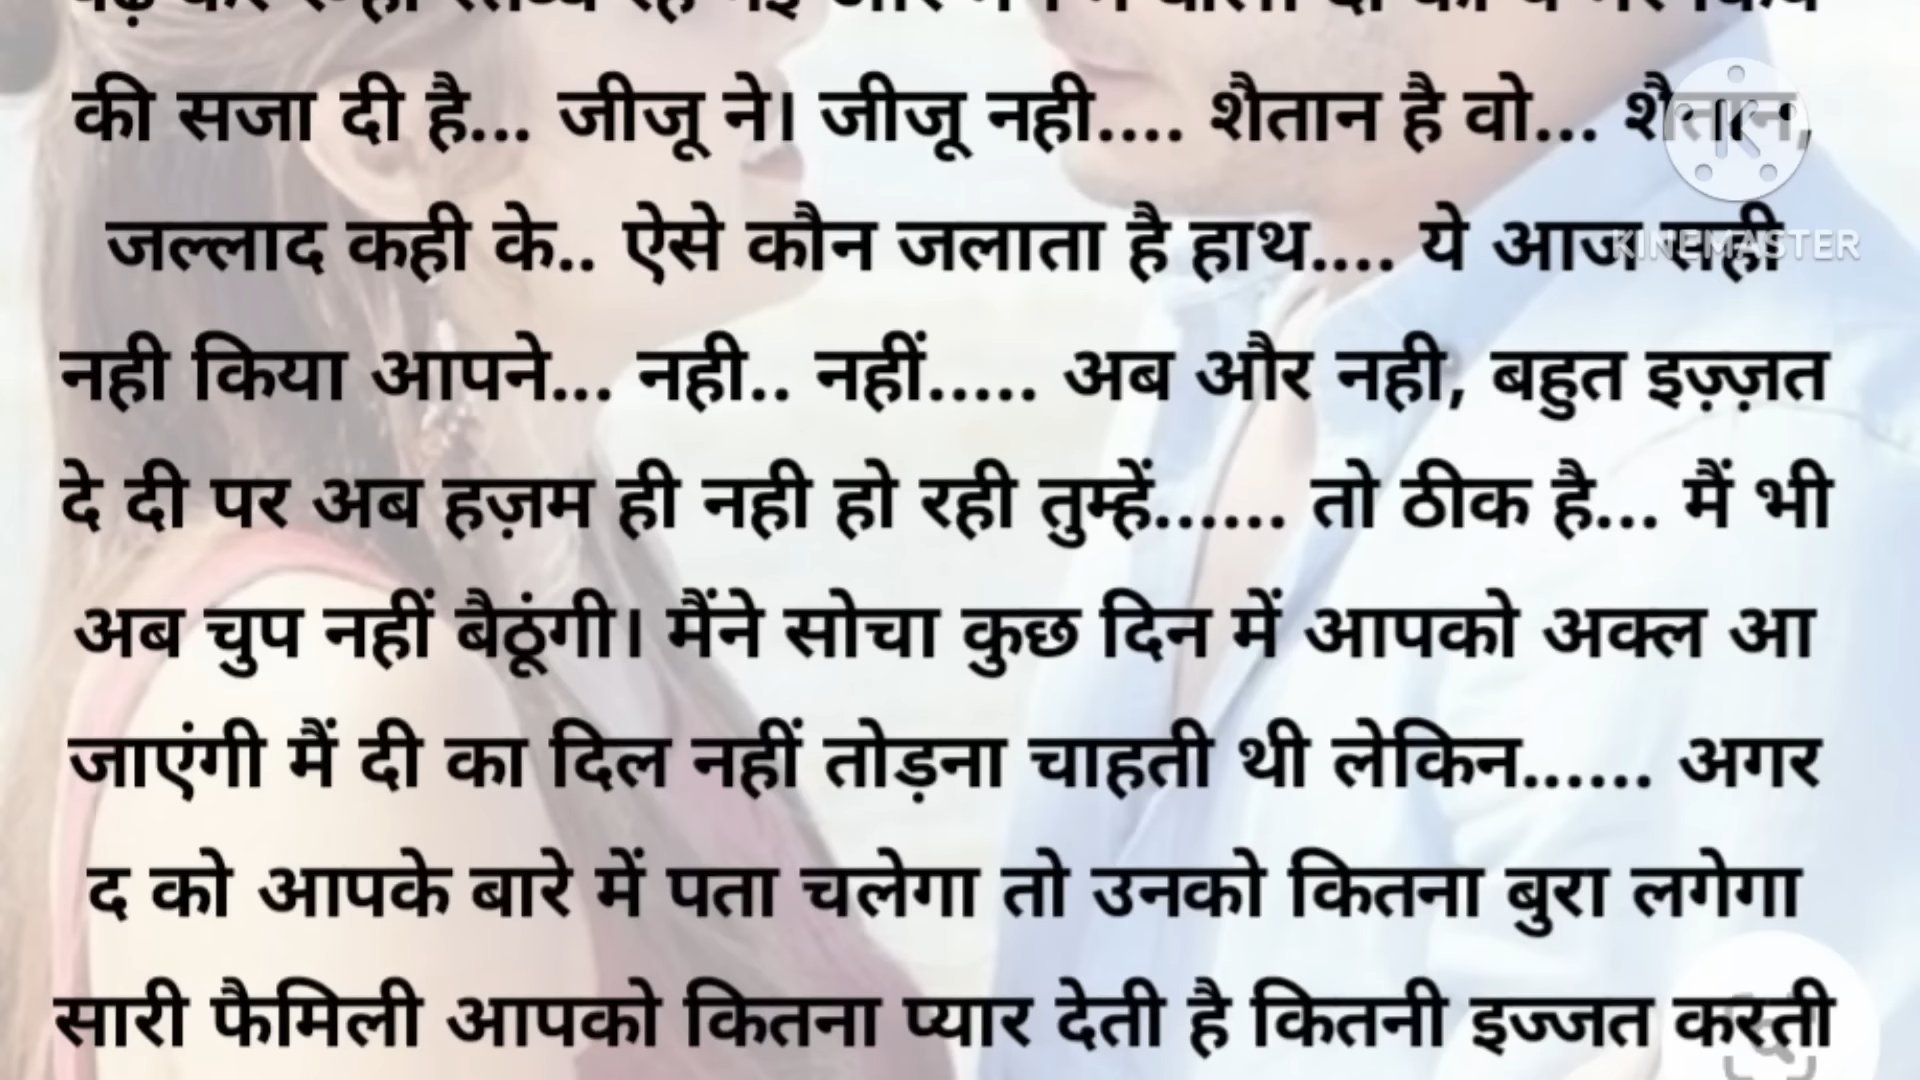 की सजा दी है... जीजू ने। जीजू नही.... शैतान है वो... शैतान,
जल्लाद कही के.. ऐसे कौन जलाता है हाथ.... ये आज सही
KINEMASTER
नही किया आपने... नही.. नहीं..... अब और नही, बहुत इज़्ज़त
दे दी पर अब हज़म ही नही हो रही तुम्हें...... तो ठीक है... मैं भी
अब चुप नहीं बैठूंगी। मैंने सोचा कुछ दिन में आपको अक्ल आ
जाएंगी मैं दी का दिल नहीं तोड़ना चाहती थी लेकिन...... अगर
द को आपके बारे में पता चलेगा तो उनको कितना बुरा लगेगा
सारी फैमिली आपको कितना प्यार देती है कितनी इज्जत करती